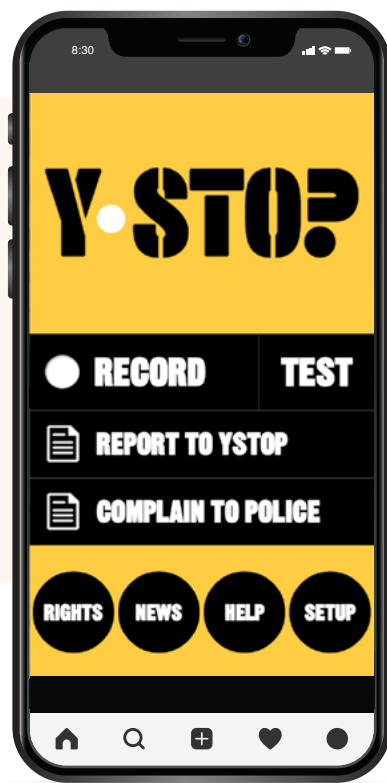 8:30
Y•STOP?
RECORD TEST
REPORT TO YSTOP
COMPLAIN TO POLICE
RIGHTS NEWS HELP SETUP